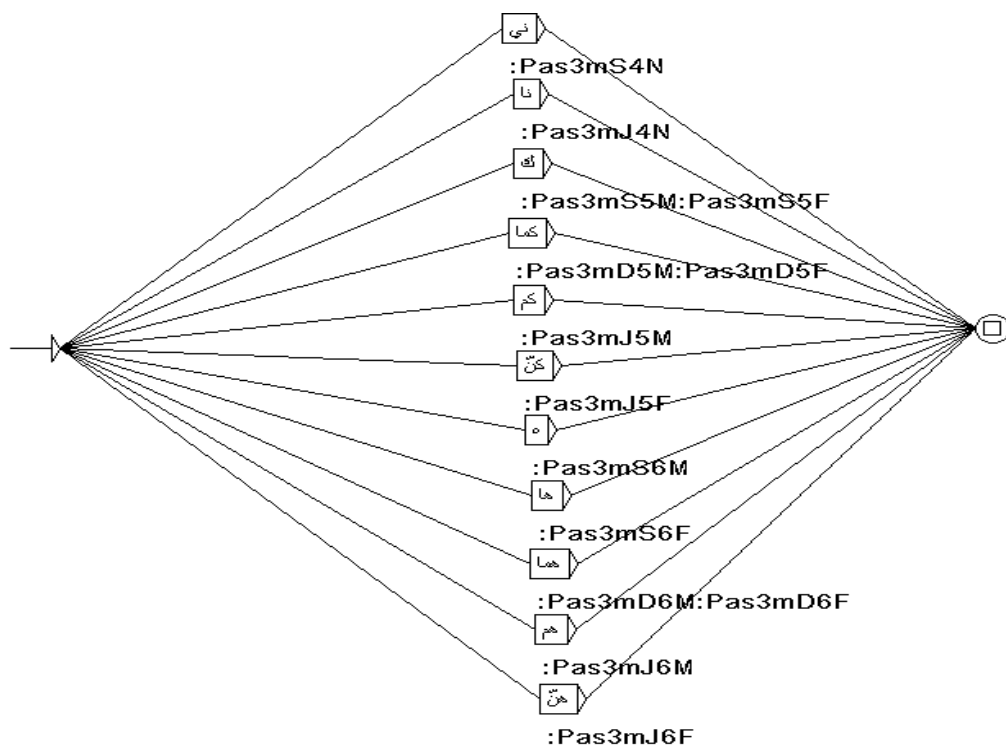 ني
:Pas3mS4N
نا
:Pas3mJ4N
ك
:Pas3mS5M:Pas3mS5F
كما
:Pas3mD5M:Pas3mD5F
كم
:Pas3mJ5M
كنّ
:Pas3mJ5F
ه
:Pas3mS6M
ها
:Pas3mS6F
هما
:Pas3mD6M:Pas3mD6F
هم
:Pas3mJ6M
هنّ
:Pas3mJ6F